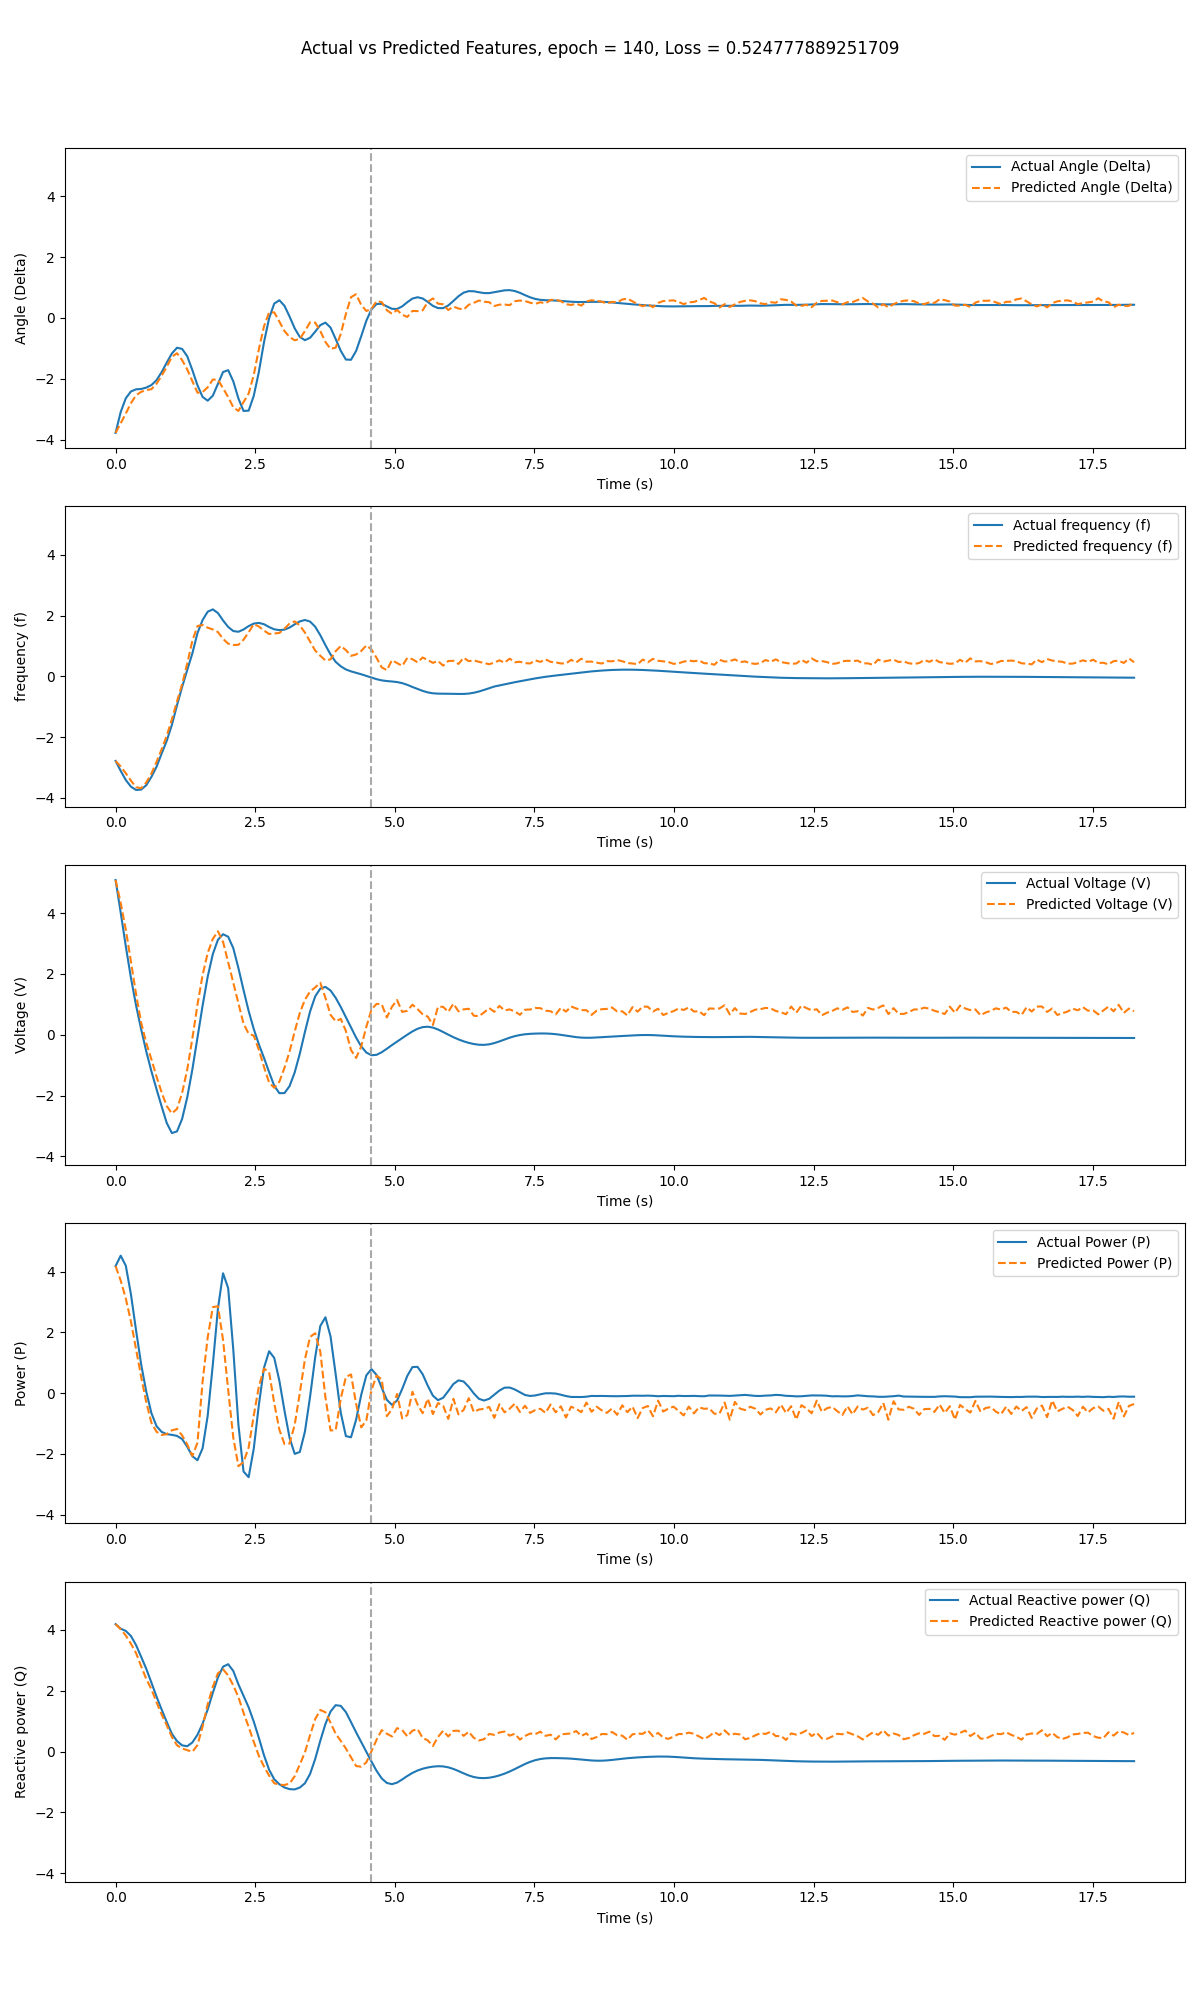 Actual vs Predicted Features, epoch = 140, Loss = 0.524777889251709
Actual Angle (Delta)
Predicted Angle (Delta)
Angle (Delta)
4
2
0
−2
−4
0.0 2.5 5.0 7.5 10.0 12.5 15.0 17.5
Time (s)
Actual frequency (f)
Predicted frequency (f)
frequency (f)
4
2
0
−2
−4
0.0 2.5 5.0 7.5 10.0 12.5 15.0 17.5
Time (s)
Actual Voltage (V)
Predicted Voltage (V)
Voltage (V)
4
2
0
−2
−4
0.0 2.5 5.0 7.5 10.0 12.5 15.0 17.5
Time (s)
Actual Power (P)
Predicted Power (P)
Power (P)
4
2
0
−2
−4
0.0 2.5 5.0 7.5 10.0 12.5 15.0 17.5
Time (s)
Actual Reactive power (Q)
Predicted Reactive power (Q)
Reactive power (Q)
4
2
0
−2
−4
0.0 2.5 5.0 7.5 10.0 12.5 15.0 17.5
Time (s)